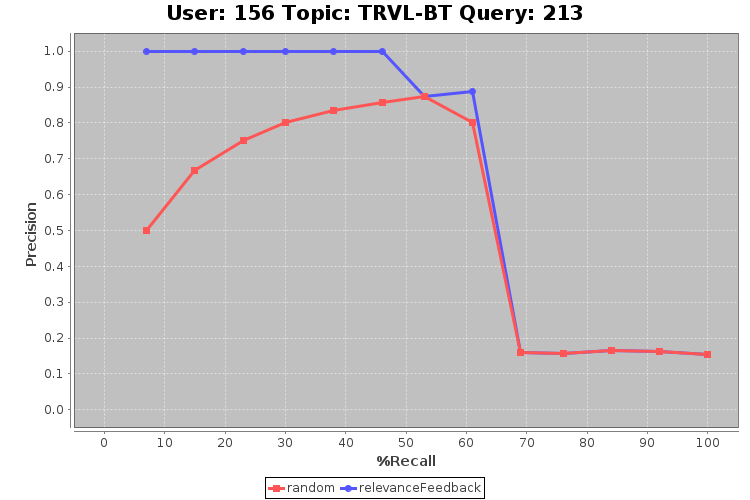 User: 156 Topic: TRVL-BT Query: 213
1.0
0.9
0.8
0.7
0.6
0.5
0.4
0.3
0.2
0.1
0.0
Precision
0 10 20 30 40 50 60 70 80 90 100
%Recall
random relevanceFeedback